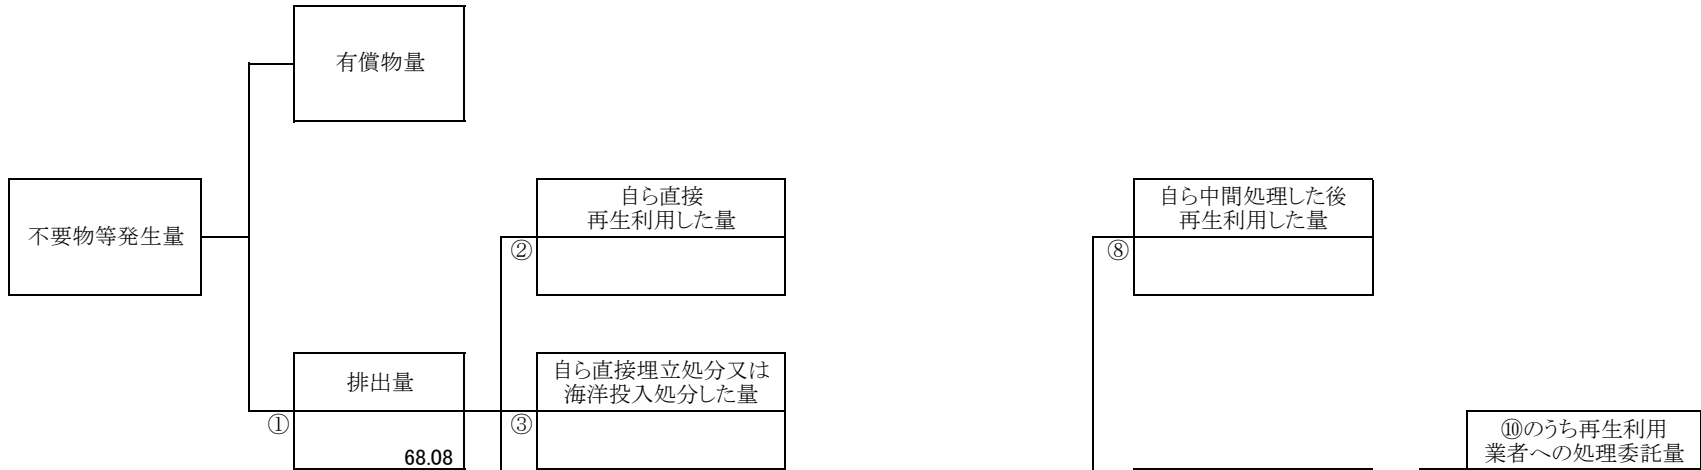 有償物量
不要物等発生量
自ら直接
再生利用した量
②
自ら中間処理した後
再生利用した量
⑧
排出量
①
68.08
自ら直接埋立処分又は
海洋投入処分した量
③
⑩のうち再生利用
業者への処理委託量